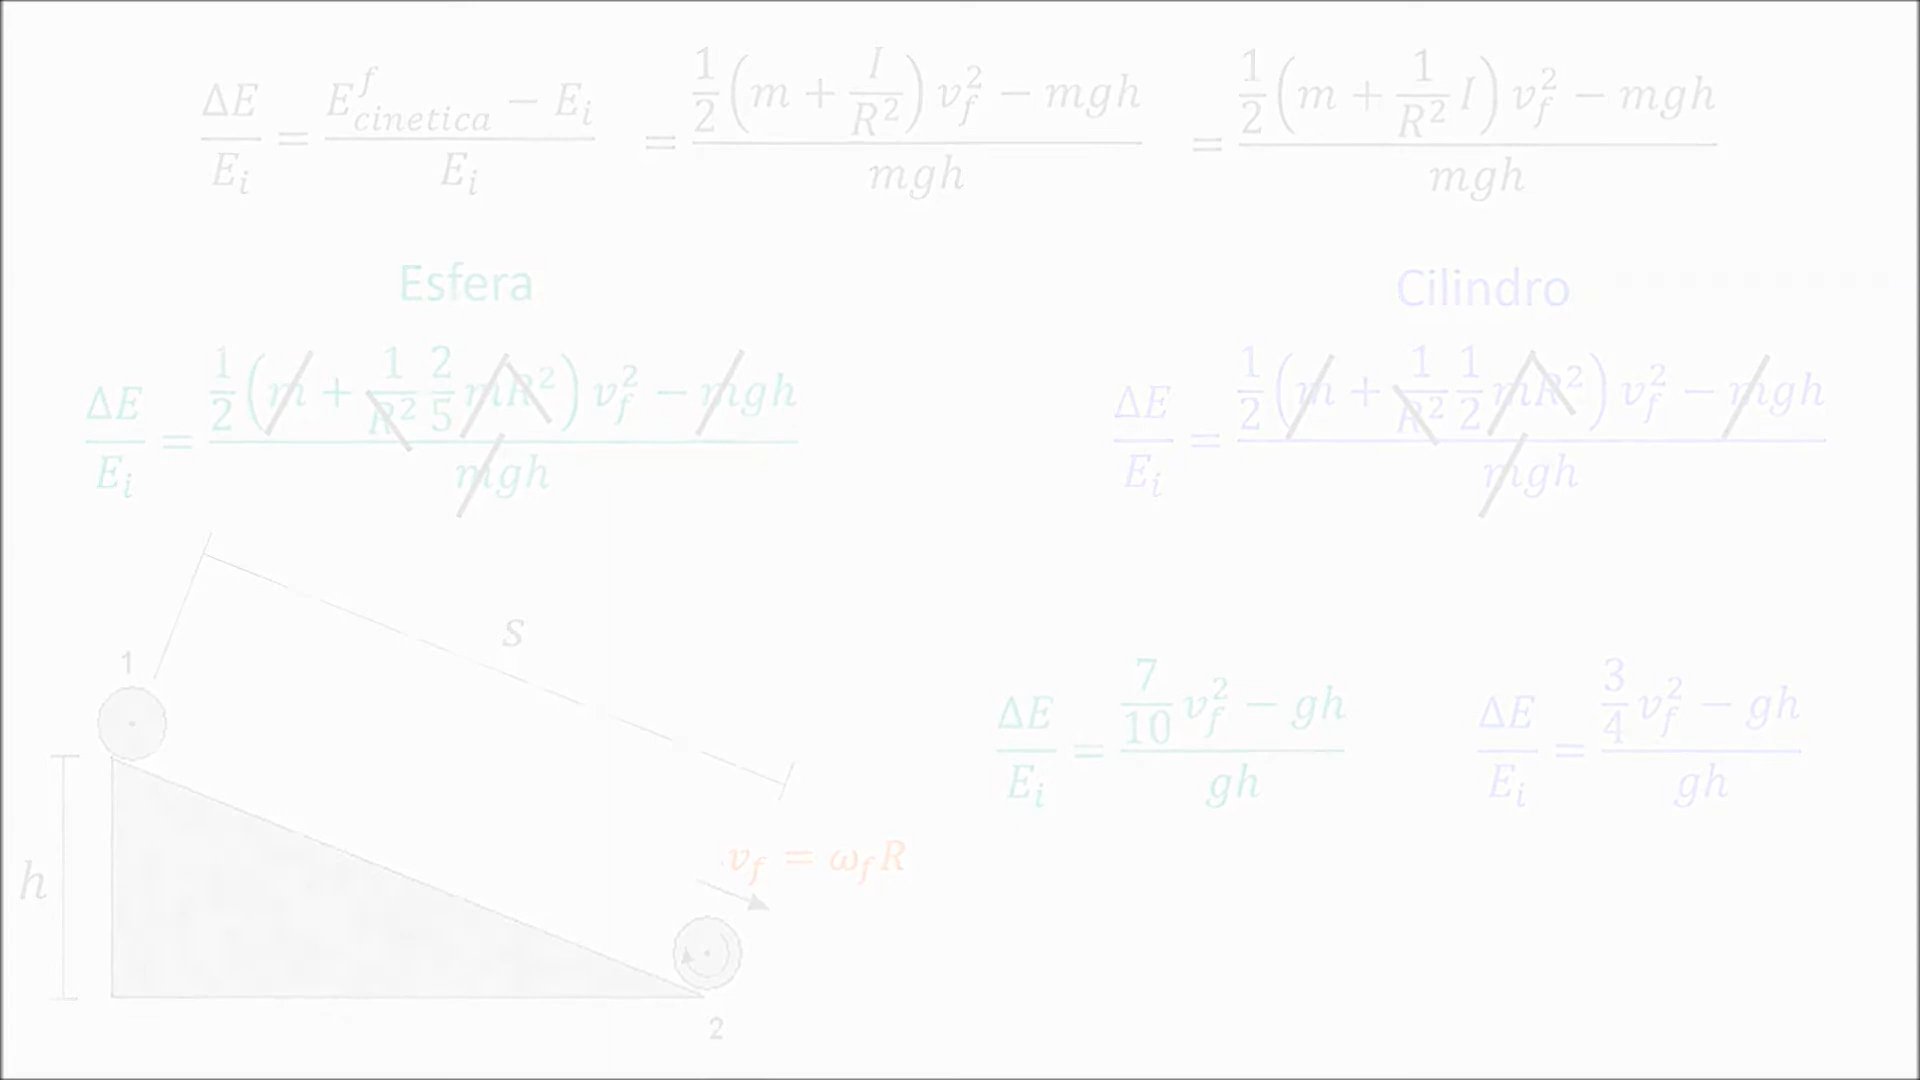 ΔE/E_i = (E^f_cinetica − E_i)/E_i = (1/2 (m + I/R²) v_f² − mgh)/mgh = (1/2 (m + 1/R² I) v_f² − mgh)/mgh
Esfera
Cilindro
ΔE/E_i = (1/2 (m + 1/R² 2/5 mR²) v_f² − mgh)/mgh
ΔE/E_i = (1/2 (m + 1/R² 1/2 mR²) v_f² − mgh)/mgh
s
1
ΔE/E_i = (7/10 v_f² − gh)/gh
ΔE/E_i = (3/4 v_f² − gh)/gh
v_f = ω_f R
h
2